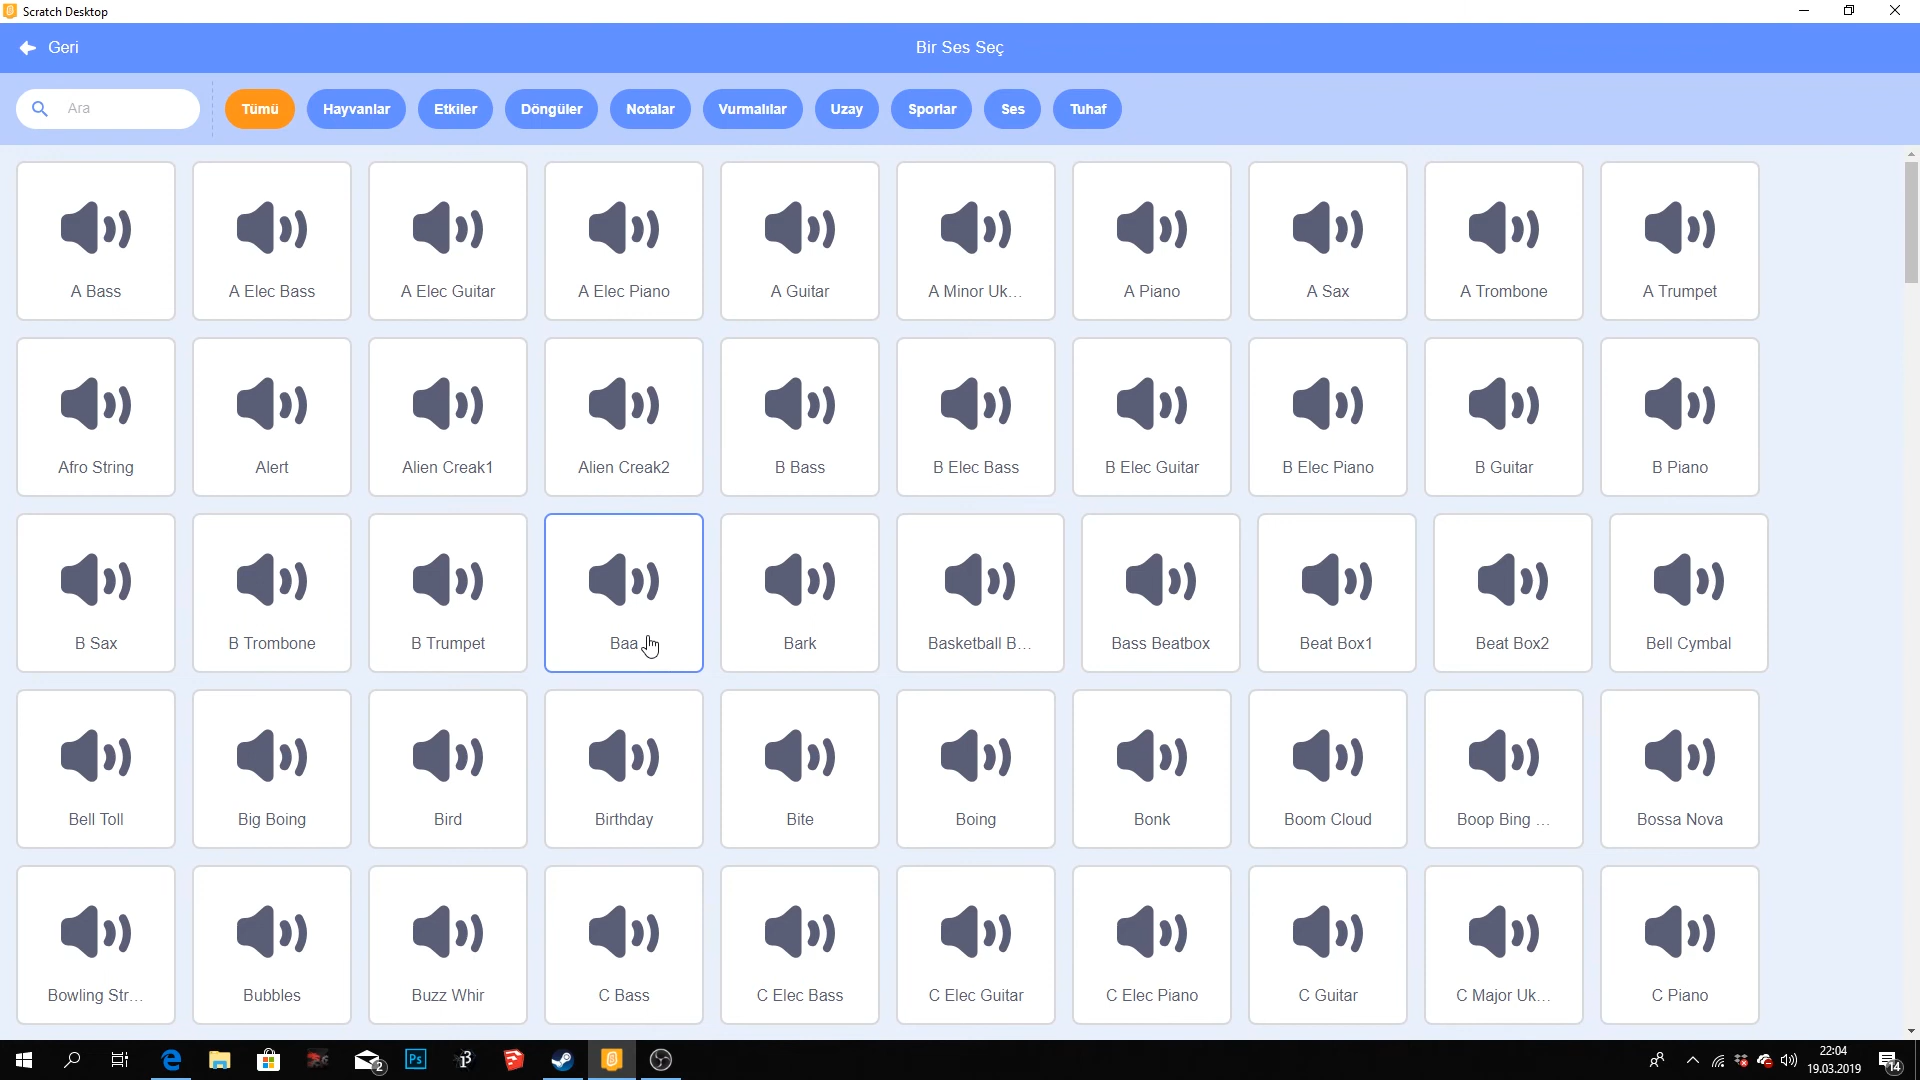 Scratch Desktop
Geri
Bir Ses Seç
Ara
Tümü Hayvanlar Etkiler Döngüler Notalar Vurmalılar Uzay Sporlar Ses Tuhaf
A Bass A Elec Bass A Elec Guitar A Elec Piano A Guitar A Minor Uk... A Piano A Sax A Trombone A Trumpet
Afro String Alert Alien Creak1 Alien Creak2 B Bass B Elec Bass B Elec Guitar B Elec Piano B Guitar B Piano
B Sax B Trombone B Trumpet Baa Bark Basketball B... Bass Beatbox Beat Box1 Beat Box2 Bell Cymbal
Bell Toll Big Boing Bird Birthday Bite Boing Bonk Boom Cloud Boop Bing ... Bossa Nova
Bowling Str... Bubbles Buzz Whir C Bass C Elec Bass C Elec Guitar C Elec Piano C Guitar C Major Uk... C Piano
2
Ps
i3
22:04
19.03.2019
14